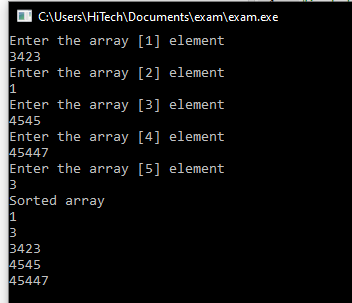 C:\Users\HiTech\Documents\exam\exam.exe
Enter the array [1] element
3423
Enter the array [2] element
1
Enter the array [3] element
4545
Enter the array [4] element
45447
Enter the array [5] element
3
Sorted array
1
3
3423
4545
45447